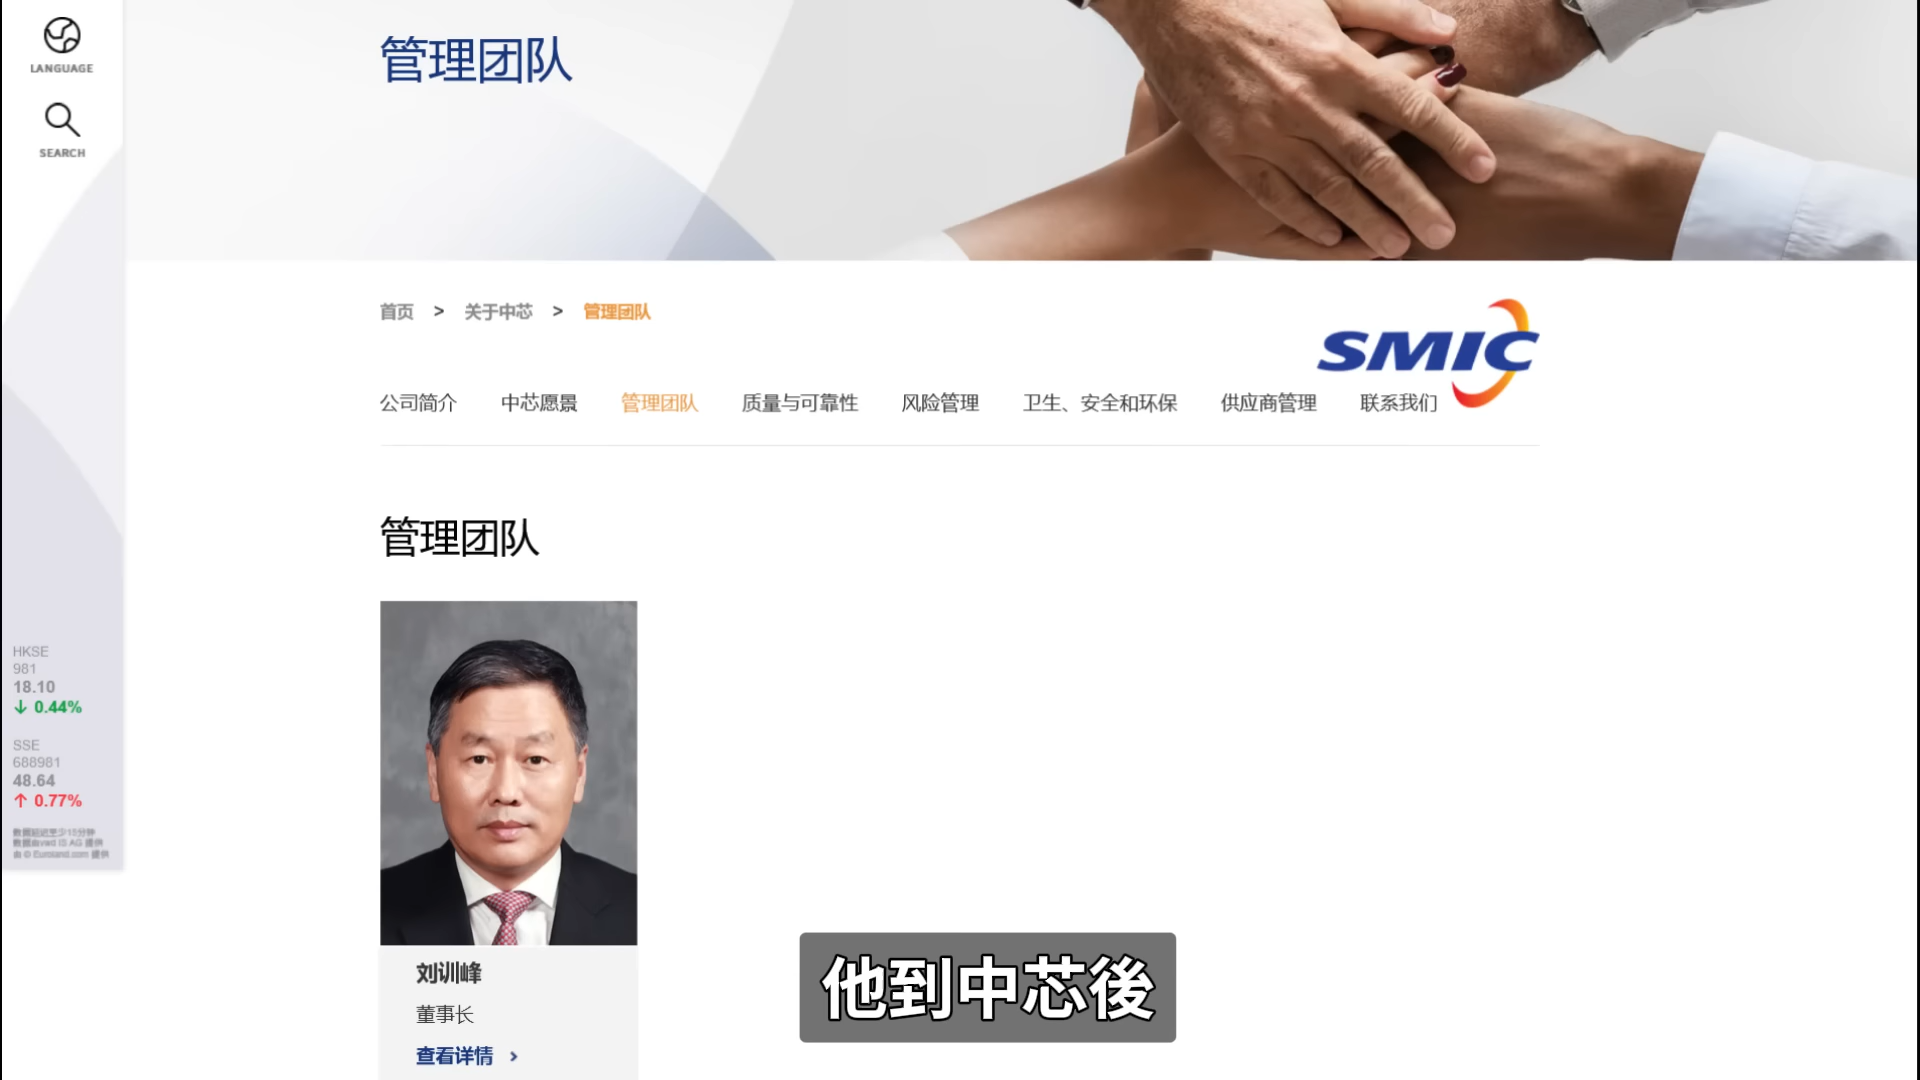 LANGUAGE
SEARCH
管理团队
首页 > 关于中芯 > 管理团队
SMIC
公司简介 中芯愿景 管理团队 质量与可靠性 风险管理 卫生、安全和环保 供应商管理 联系我们
管理团队
HKSE
981
18.10
↓ 0.44%
SSE
688981
48.64
↑ 0.77%
刘训峰
董事长
查看详情 ›
他到中芯後